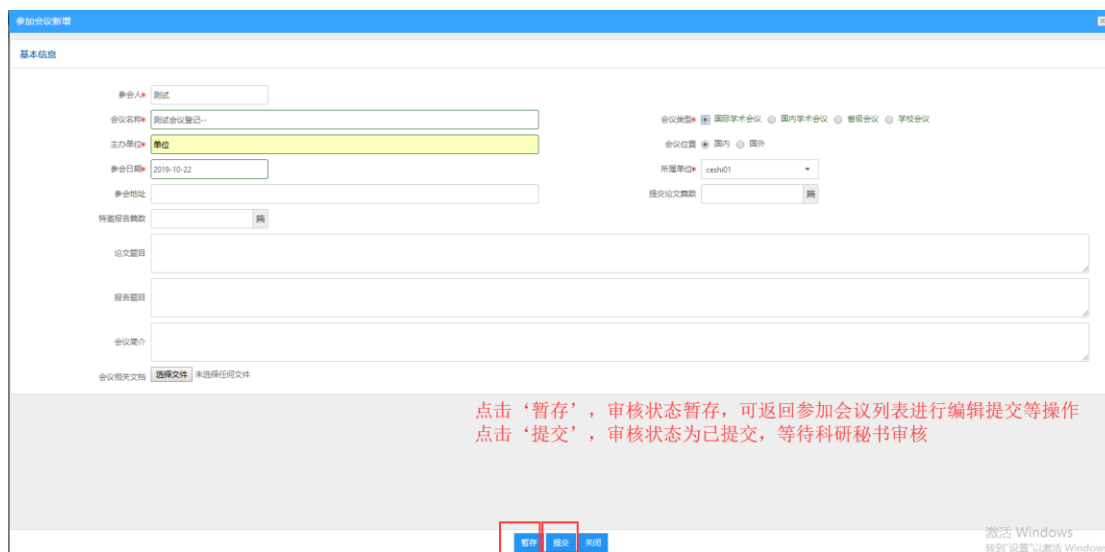 参加会议新增
基本信息
参会人* 测试
会议名称* 测试会议登记-- 会议类型* 国际学术会议 国内学术会议 省级会议 学校会议
主办单位* 单位 会议位置 国内 国外
参会日期* 2019-10-22 所属单位* ceshi01
参会地址 提交论文篇数 篇
特邀报告篇数 篇
论文题目
报告题目
会议简介
会议相关文档 选择文件 未选择任何文件
点击‘暂存’，审核状态暂存，可返回参加会议列表进行编辑提交等操作
点击‘提交’，审核状态为已提交，等待科研秘书审核
暂存 提交 关闭
激活 Windows
转到"设置"以激活 Windows